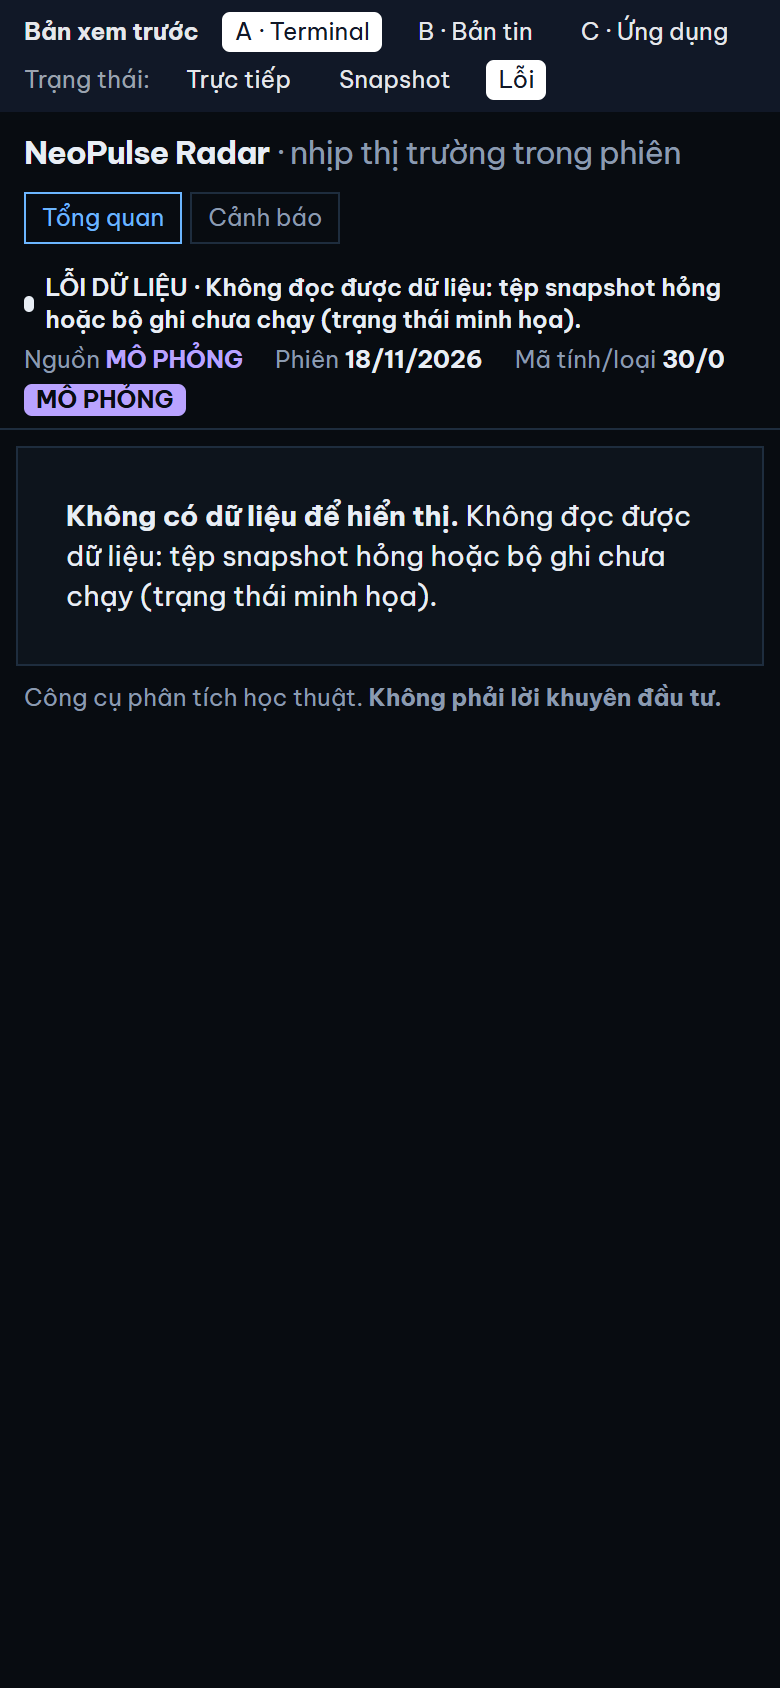 Bản xem trước A · Terminal B · Bản tin C · Ứng dụng
Trạng thái: Trực tiếp Snapshot Lỗi
NeoPulse Radar · nhịp thị trường trong phiên
Tổng quan Cảnh báo
LỖI DỮ LIỆU · Không đọc được dữ liệu: tệp snapshot hỏng
hoặc bộ ghi chưa chạy (trạng thái minh họa).
Nguồn MÔ PHỎNG Phiên 18/11/2026 Mã tính/loại 30/0
MÔ PHỎNG
Không có dữ liệu để hiển thị. Không đọc được
dữ liệu: tệp snapshot hỏng hoặc bộ ghi chưa
chạy (trạng thái minh họa).
Công cụ phân tích học thuật. Không phải lời khuyên đầu tư.